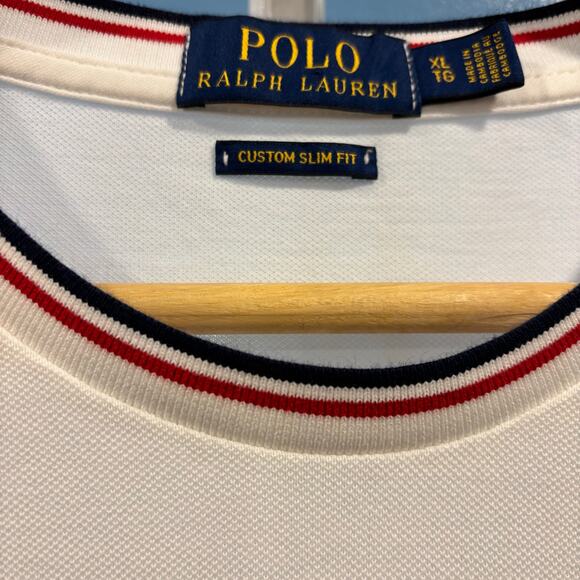 POLO
RALPH LAUREN
XL
TG
MADE IN
CAMBODIA
FABRIQUÉ AU
CAMBODGE
CUSTOM SLIM FIT